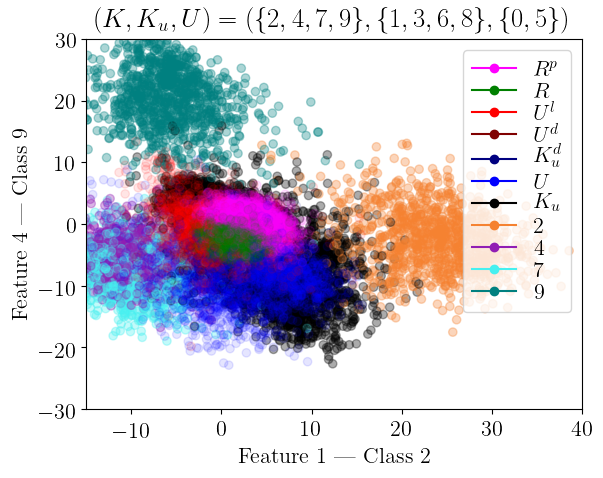 (K, K_u, U) = ({2, 4, 7, 9}, {1, 3, 6, 8}, {0, 5})
30
20
10
0
−10
−20
−30
Feature 4 — Class 9
R^p
R
U^l
U^d
K_u^d
U
K_u
2
4
7
9
−10 0 10 20 30 40
Feature 1 — Class 2